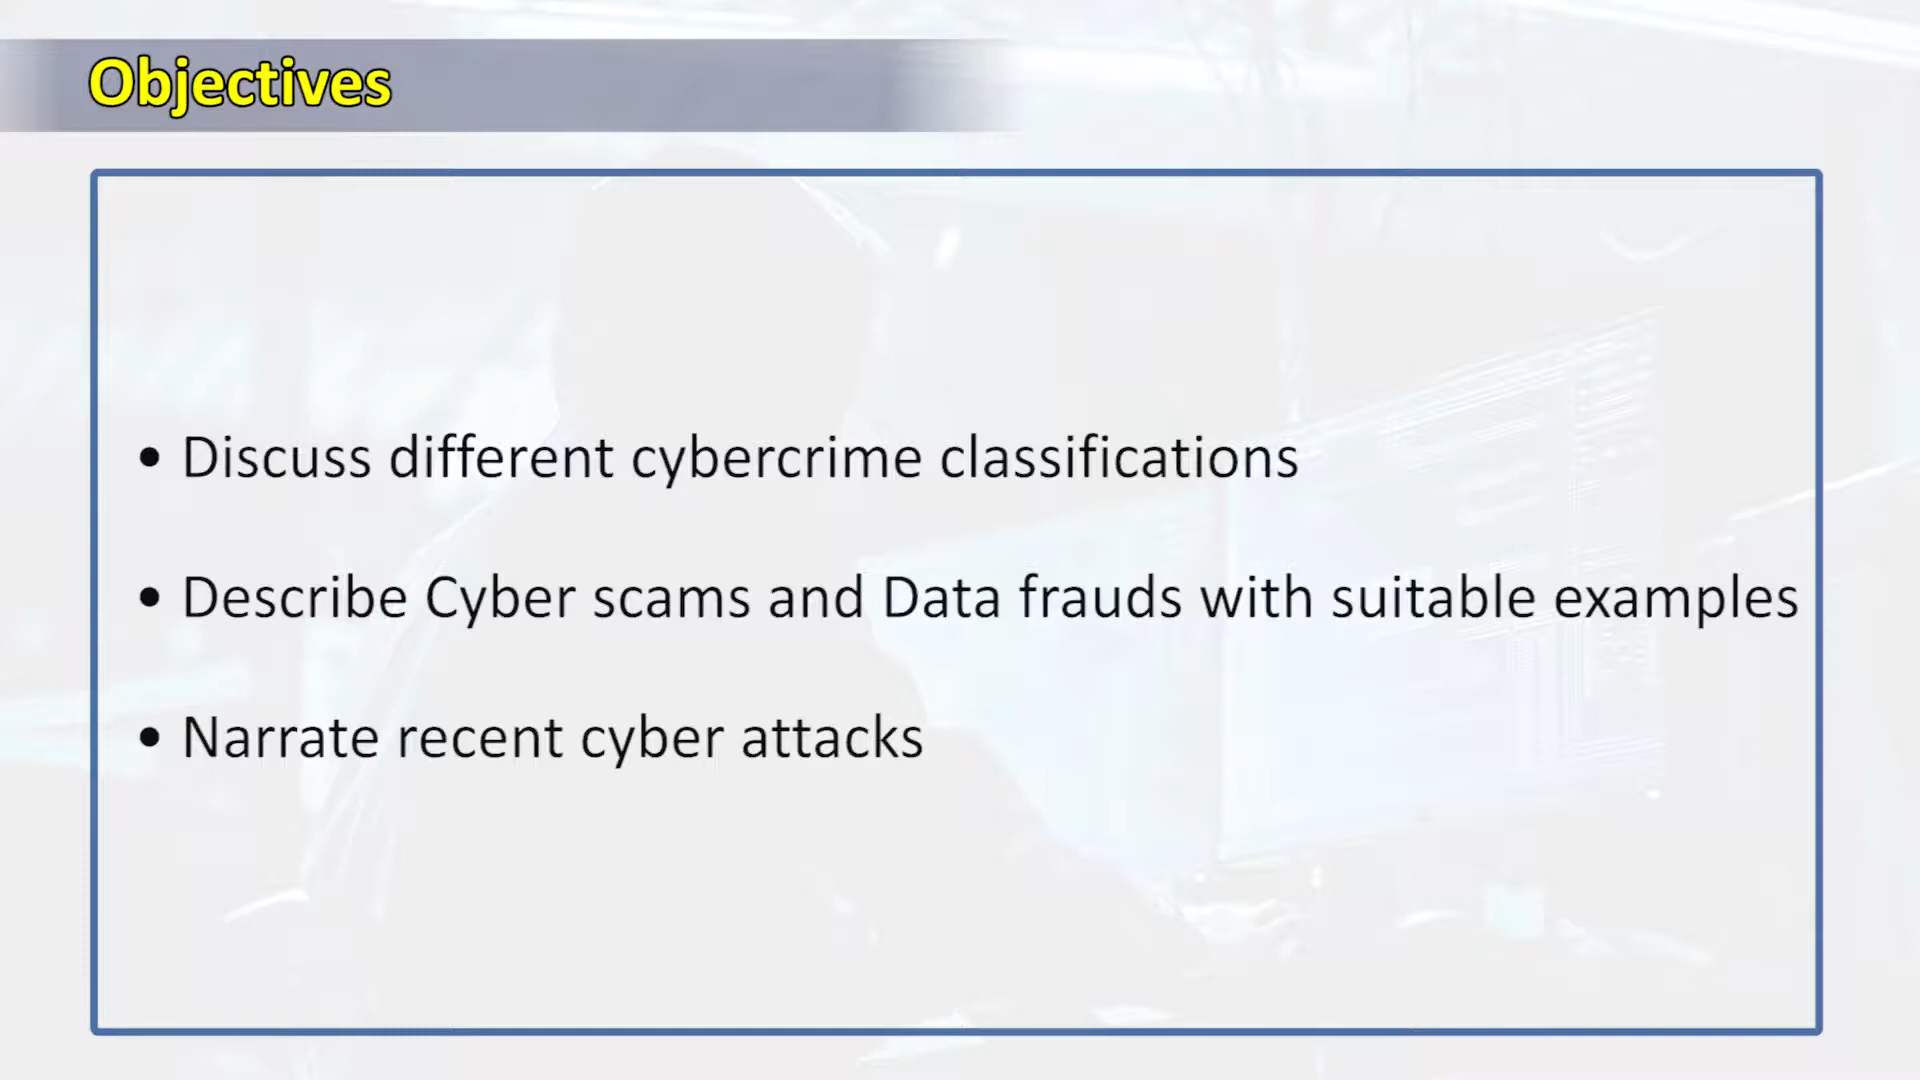 Objectives
• Discuss different cybercrime classifications
• Describe Cyber scams and Data frauds with suitable examples
• Narrate recent cyber attacks